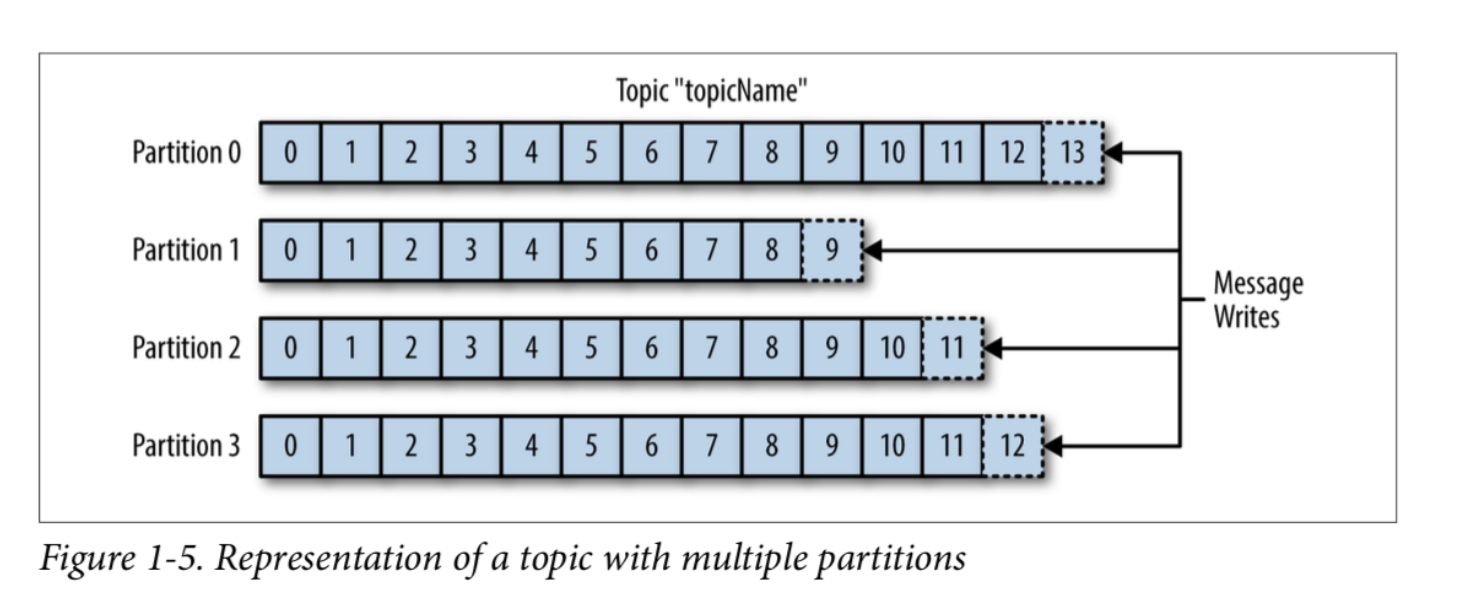 Topic "topicName"
Partition 0 0 1 2 3 4 5 6 7 8 9 10 11 12 13
Partition 1 0 1 2 3 4 5 6 7 8 9
Partition 2 0 1 2 3 4 5 6 7 8 9 10 11
Partition 3 0 1 2 3 4 5 6 7 8 9 10 11 12
Message
Writes
Figure 1-5. Representation of a topic with multiple partitions